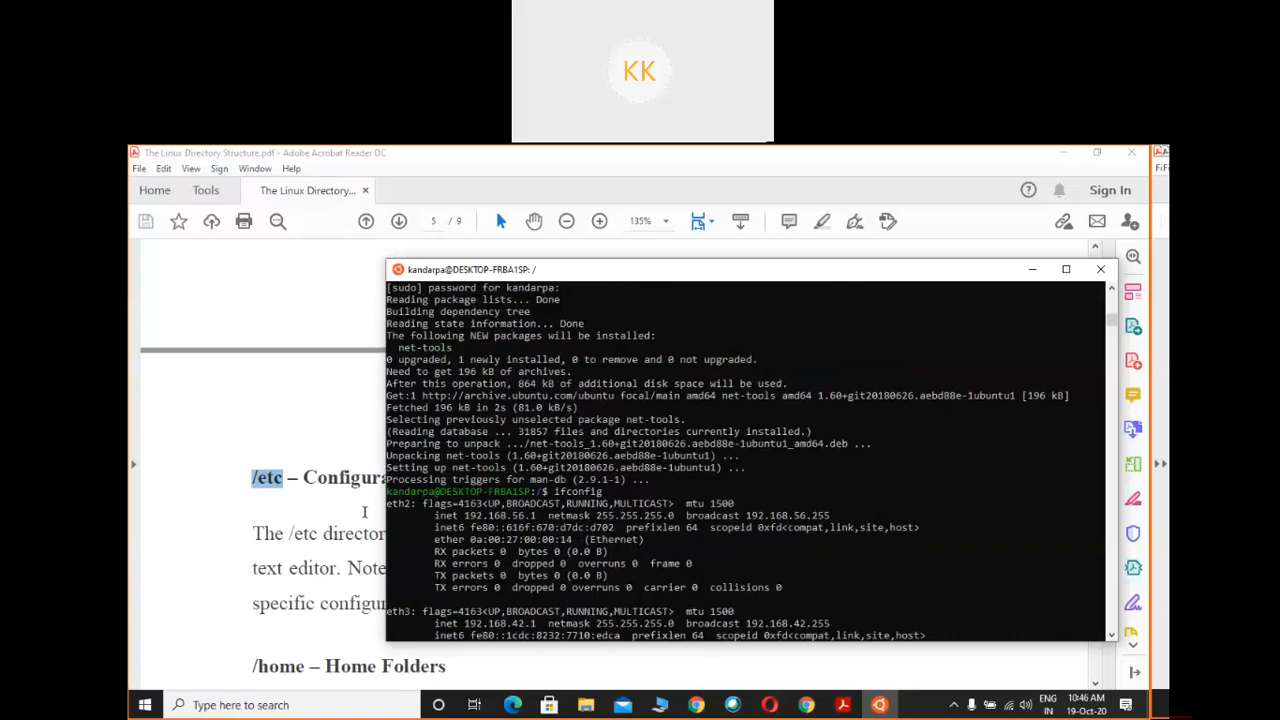 KK
The Linux Directory Structure.pdf - Adobe Acrobat Reader DC
File Edit View Sign Window Help
Home Tools The Linux Directory... × Sign In
5 / 9 135%
FiFi
kandarpa@DESKTOP-FRBA1SP: /
[sudo] password for kandarpa:
Reading package lists... Done
Building dependency tree
Reading state information... Done
The following NEW packages will be installed:
net-tools
0 upgraded, 1 newly installed, 0 to remove and 0 not upgraded.
Need to get 196 kB of archives.
After this operation, 864 kB of additional disk space will be used.
Get:1 http://archive.ubuntu.com/ubuntu focal/main amd64 net-tools amd64 1.60+git20180626.aebd88e-1ubuntu1 [196 kB]
Fetched 196 kB in 2s (81.0 kB/s)
Selecting previously unselected package net-tools.
(Reading database ... 31857 files and directories currently installed.)
Preparing to unpack .../net-tools_1.60+git20180626.aebd88e-1ubuntu1_amd64.deb ...
Unpacking net-tools (1.60+git20180626.aebd88e-1ubuntu1) ...
Setting up net-tools (1.60+git20180626.aebd88e-1ubuntu1) ...
Processing triggers for man-db (2.9.1-1) ...
kandarpa@DESKTOP-FRBA1SP:/$ ifconfig
eth2: flags=4163<UP,BROADCAST,RUNNING,MULTICAST> mtu 1500
inet 192.168.56.1 netmask 255.255.255.0 broadcast 192.168.56.255
inet6 fe80::616f:670:d7dc:d702 prefixlen 64 scopeid 0xfd<compat,link,site,host>
ether 0a:00:27:00:00:14 (Ethernet)
RX packets 0 bytes 0 (0.0 B)
RX errors 0 dropped 0 overruns 0 frame 0
TX packets 0 bytes 0 (0.0 B)
TX errors 0 dropped 0 overruns 0 carrier 0 collisions 0
eth3: flags=4163<UP,BROADCAST,RUNNING,MULTICAST> mtu 1500
inet 192.168.42.1 netmask 255.255.255.0 broadcast 192.168.42.255
inet6 fe80::1cdc:8232:7710:edca prefixlen 64 scopeid 0xfd<compat,link,site,host>
/etc – Configura
The /etc director
text editor. Note
specific configur
/home – Home Folders
Type here to search
ENG 10:46 AM
IN 19-Oct-20